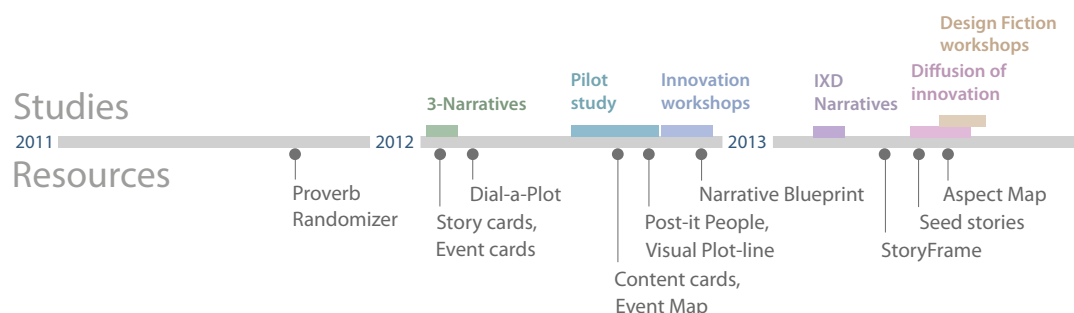 Design Fiction
workshops
Studies
3-Narratives
Pilot
study
Innovation
workshops
IXD
Narratives
Diffusion of
innovation
2011
2012
2013
Resources
Proverb
Randomizer
Dial-a-Plot
Story cards,
Event cards
Narrative Blueprint
Post-it People,
Visual Plot-line
Content cards,
Event Map
Aspect Map
Seed stories
StoryFrame